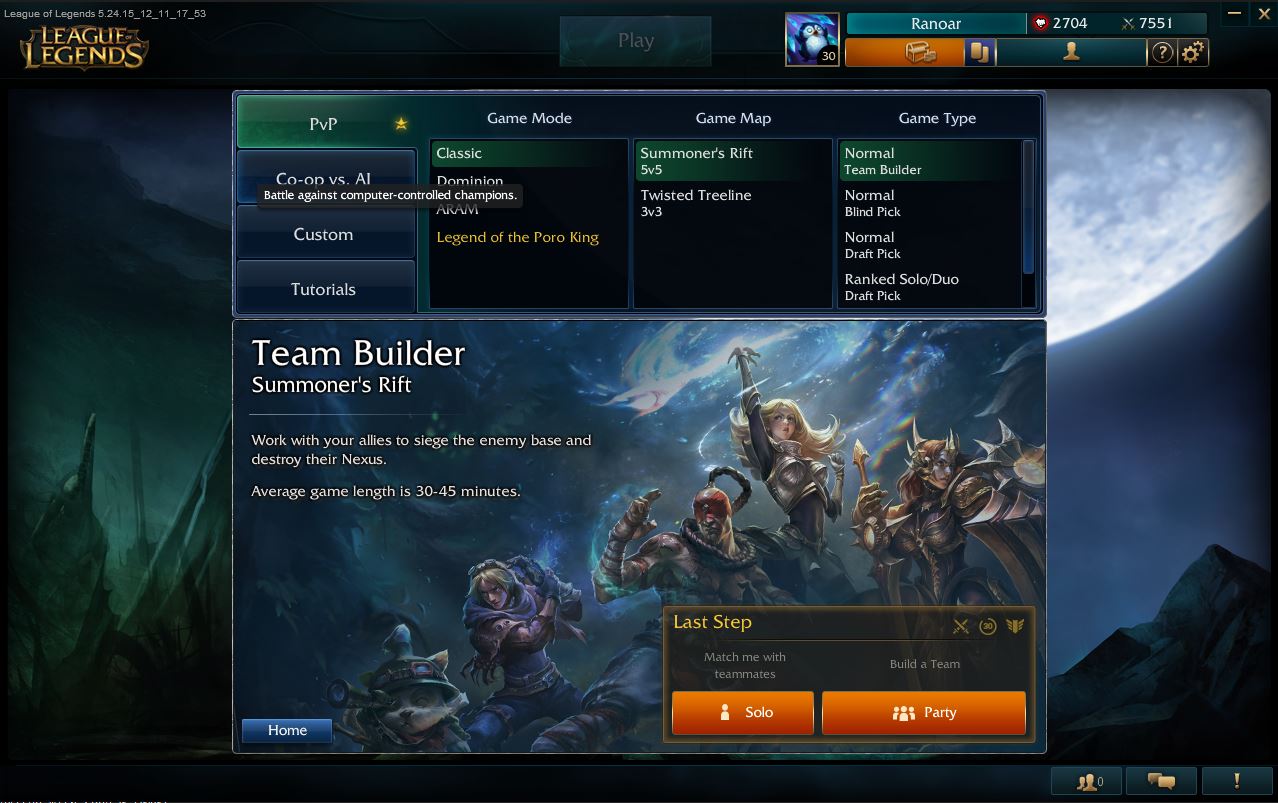 League of Legends 5.24.15_12_11_17_53
LEAGUE OF
LEGENDS
Play
30
Ranoar
2704
7551
?
PvP
Co-op vs. AI
Battle against computer-controlled champions.
Custom
Tutorials
Game Mode
Classic
Dominion
ARAM
Legend of the Poro King
Game Map
Summoner's Rift
5v5
Twisted Treeline
3v3
Game Type
Normal
Team Builder
Normal
Blind Pick
Normal
Draft Pick
Ranked Solo/Duo
Draft Pick
Team Builder
Summoner's Rift
Work with your allies to siege the enemy base and
destroy their Nexus.
Average game length is 30-45 minutes.
Last Step
30
Match me with
teammates
Build a Team
Solo
Party
Home
0
!